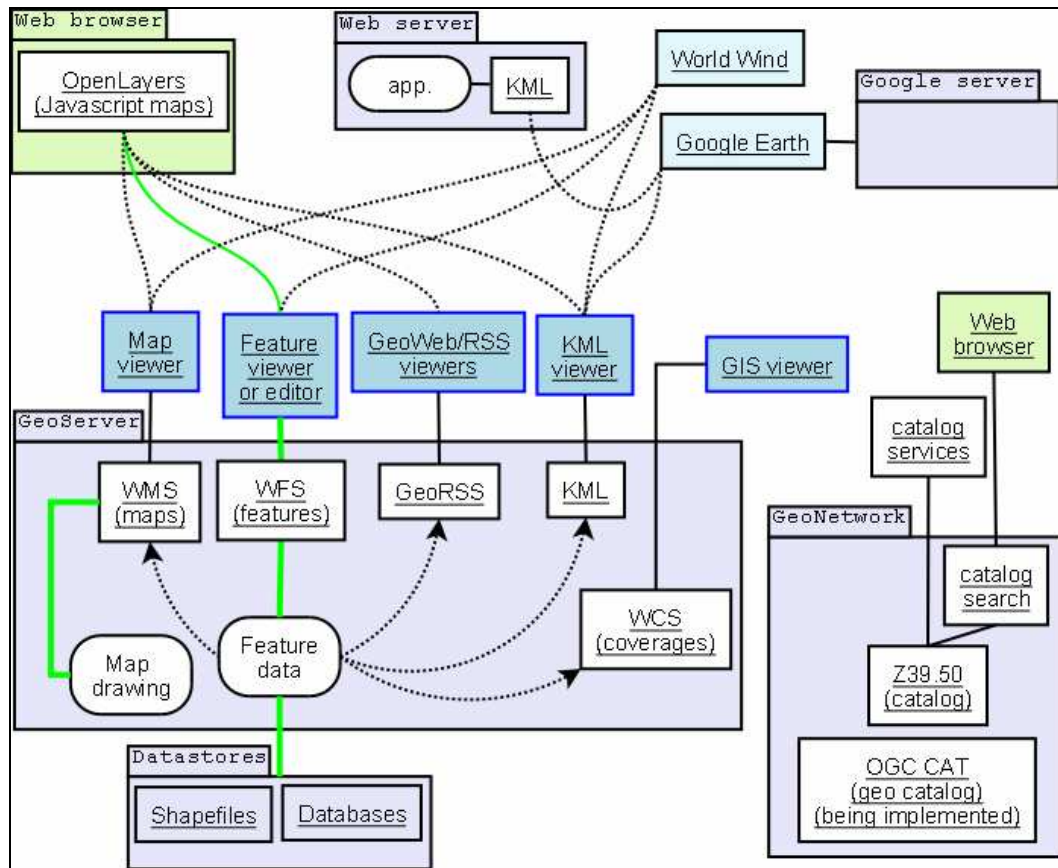 Web browser
OpenLayers
(Javascript maps)
Web server
app.
KML
World Wind
Google Earth
Google server
Map
viewer
Feature
viewer
or editor
GeoWeb/RSS
viewers
KML
viewer
GIS viewer
Web
browser
GeoServer
WMS
(maps)
WFS
(features)
GeoRSS
KML
catalog
services
GeoNetwork
catalog
search
WCS
(coverages)
Map
drawing
Feature
data
Z39.50
(catalog)
OGC CAT
(geo catalog)
(being implemented)
Datastores
Shapefiles
Databases